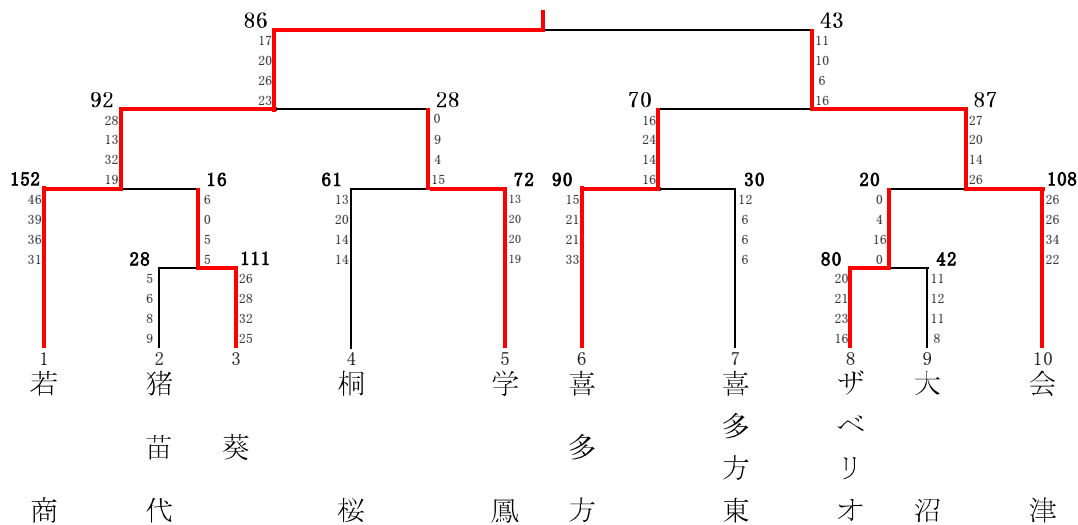 86 43
17 11
20 10
26 6
23 16
92 28 70 87
28 0 16 27
13 9 24 20
32 4 14 14
19 15 16 26
152 16 61 72 90 30 20 108
46 6 13 13 15 12 0 26
39 0 20 20 21 6 4 26
36 5 14 20 21 6 16 34
31 5 14 19 33 6 0 22
28 111 80 42
5 26 20 11
6 28 21 12
8 32 23 11
9 25 16 8
1 2 3 4 5 6 7 8 9 10
若商
猪苗代
葵
桐桜
学鳳
喜多方
喜多方東
ザベリオ
大沼
会津